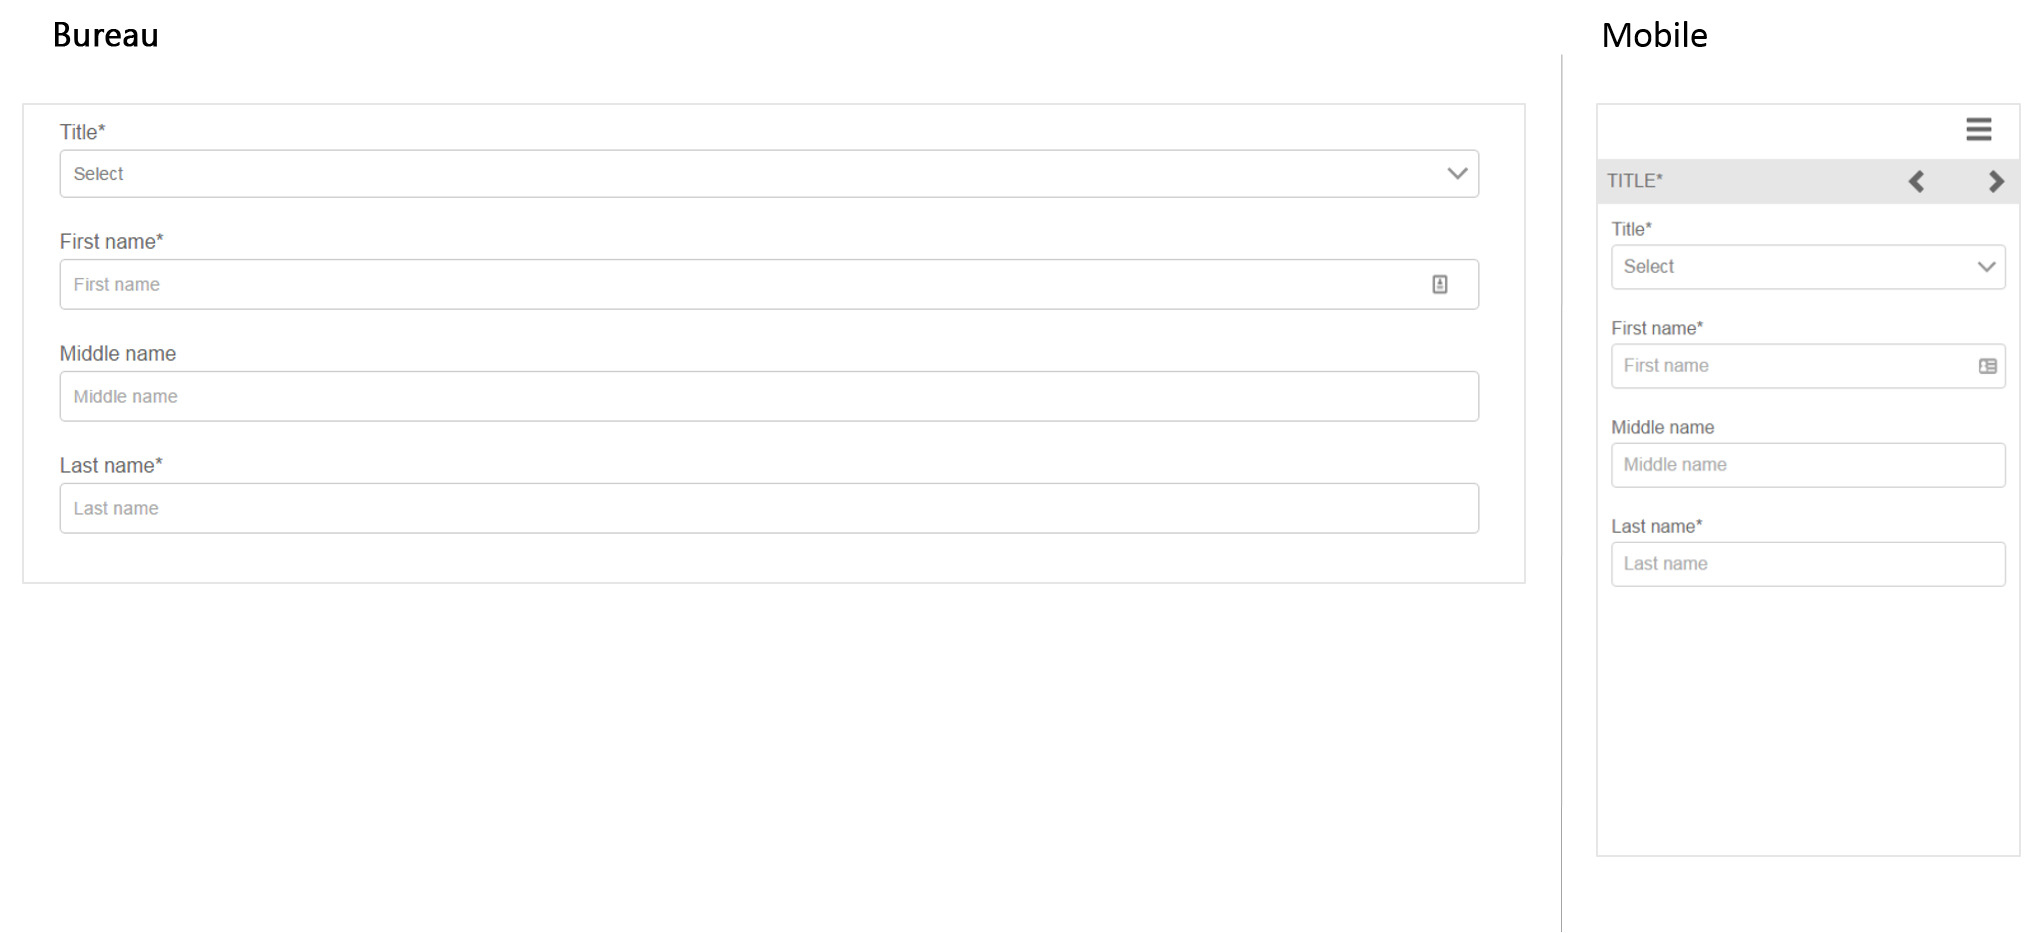 Bureau
Title*
Select
First name*
First name
Middle name
Middle name
Last name*
Last name
Mobile
TITLE*
Title*
Select
First name*
First name
Middle name
Middle name
Last name*
Last name